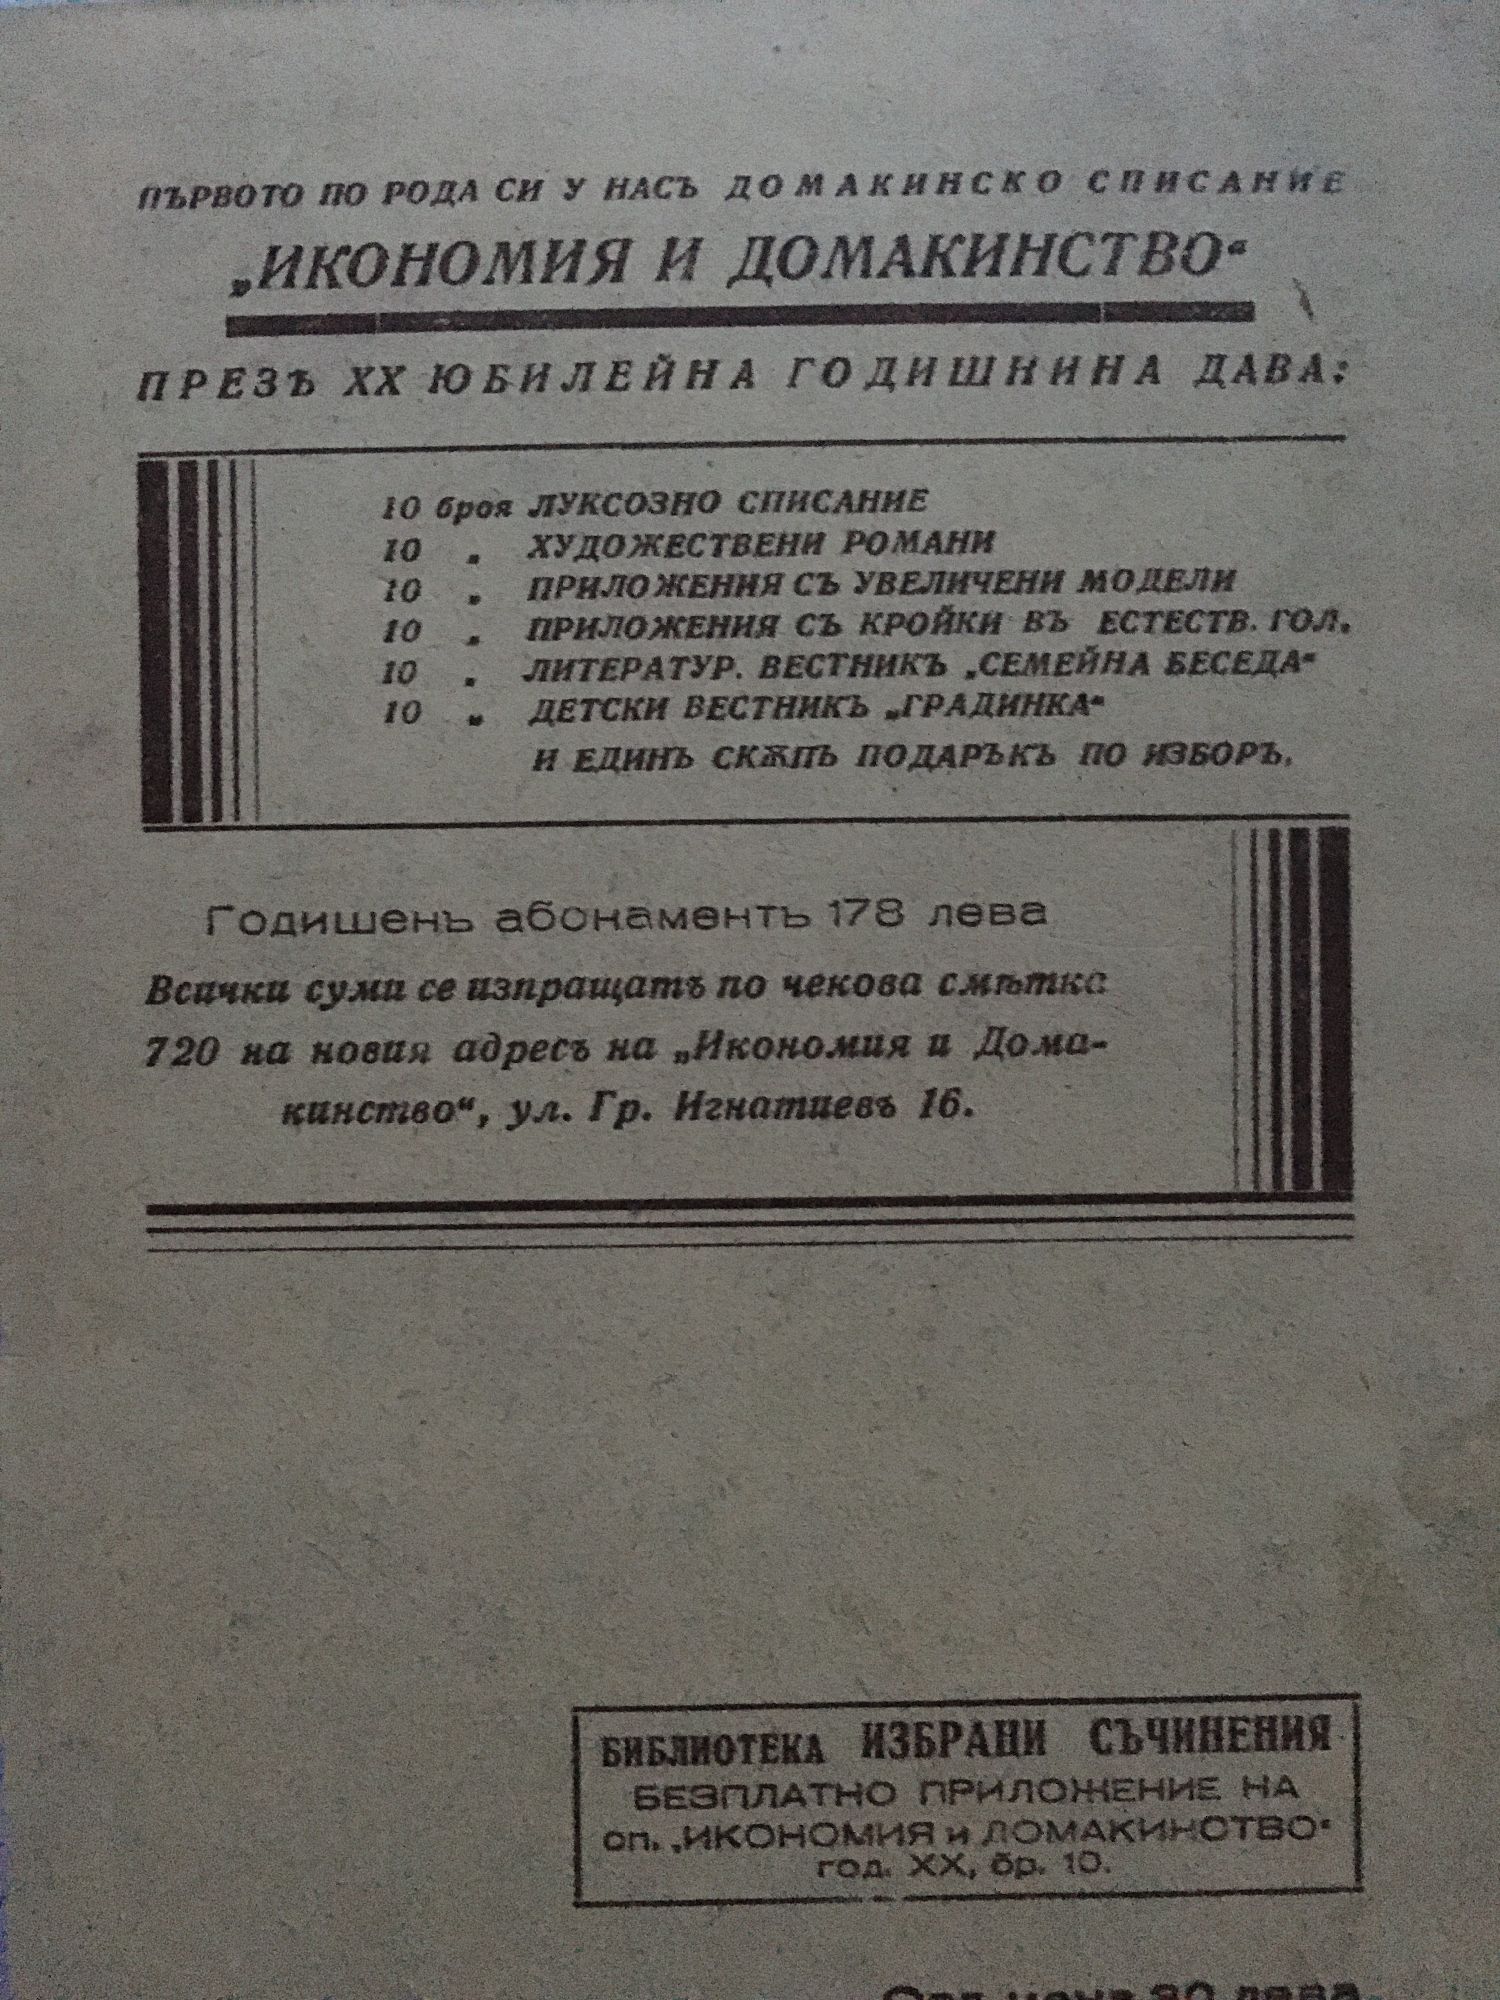 ПЪРВОТО ПО РОДА СИ У НАСЪ ДОМАКИНСКО СПИСАНИЕ
„ИКОНОМИЯ И ДОМАКИНСТВО“
ПРЕЗЪ XX ЮБИЛЕЙНА ГОДИШНИНА ДАВА:
10 броя ЛУКСОЗНО СПИСАНИЕ
10 „ ХУДОЖЕСТВЕНИ РОМАНИ
10 „ ПРИЛОЖЕНИЯ СЪ УВЕЛИЧЕНИ МОДЕЛИ
10 „ ПРИЛОЖЕНИЯ СЪ КРОЙКИ ВЪ ЕСТЕСТВ. ГОЛ.
10 „ ЛИТЕРАТУР. ВЕСТНИКЪ „СЕМЕЙНА БЕСЕДА“
10 „ ДЕТСКИ ВЕСТНИКЪ „ГРАДИНКА“
И ЕДИНЪ СКѪПЪ ПОДАРЪКЪ ПО ИЗБОРЪ.
Годишенъ абонаментъ 178 лева
Всички суми се изпращатъ по чекова смѣтка
720 на новия адресъ на „Икономия и Дома-
кинство“, ул. Гр. Игнатиевъ 16.
БИБЛИОТЕКА ИЗБРАНИ СЪЧИНЕНИЯ
БЕЗПЛАТНО ПРИЛОЖЕНИЕ НА
сп. „ИКОНОМИЯ и ДОМАКИНСТВО“
год. XX, бр. 10.
цена лева